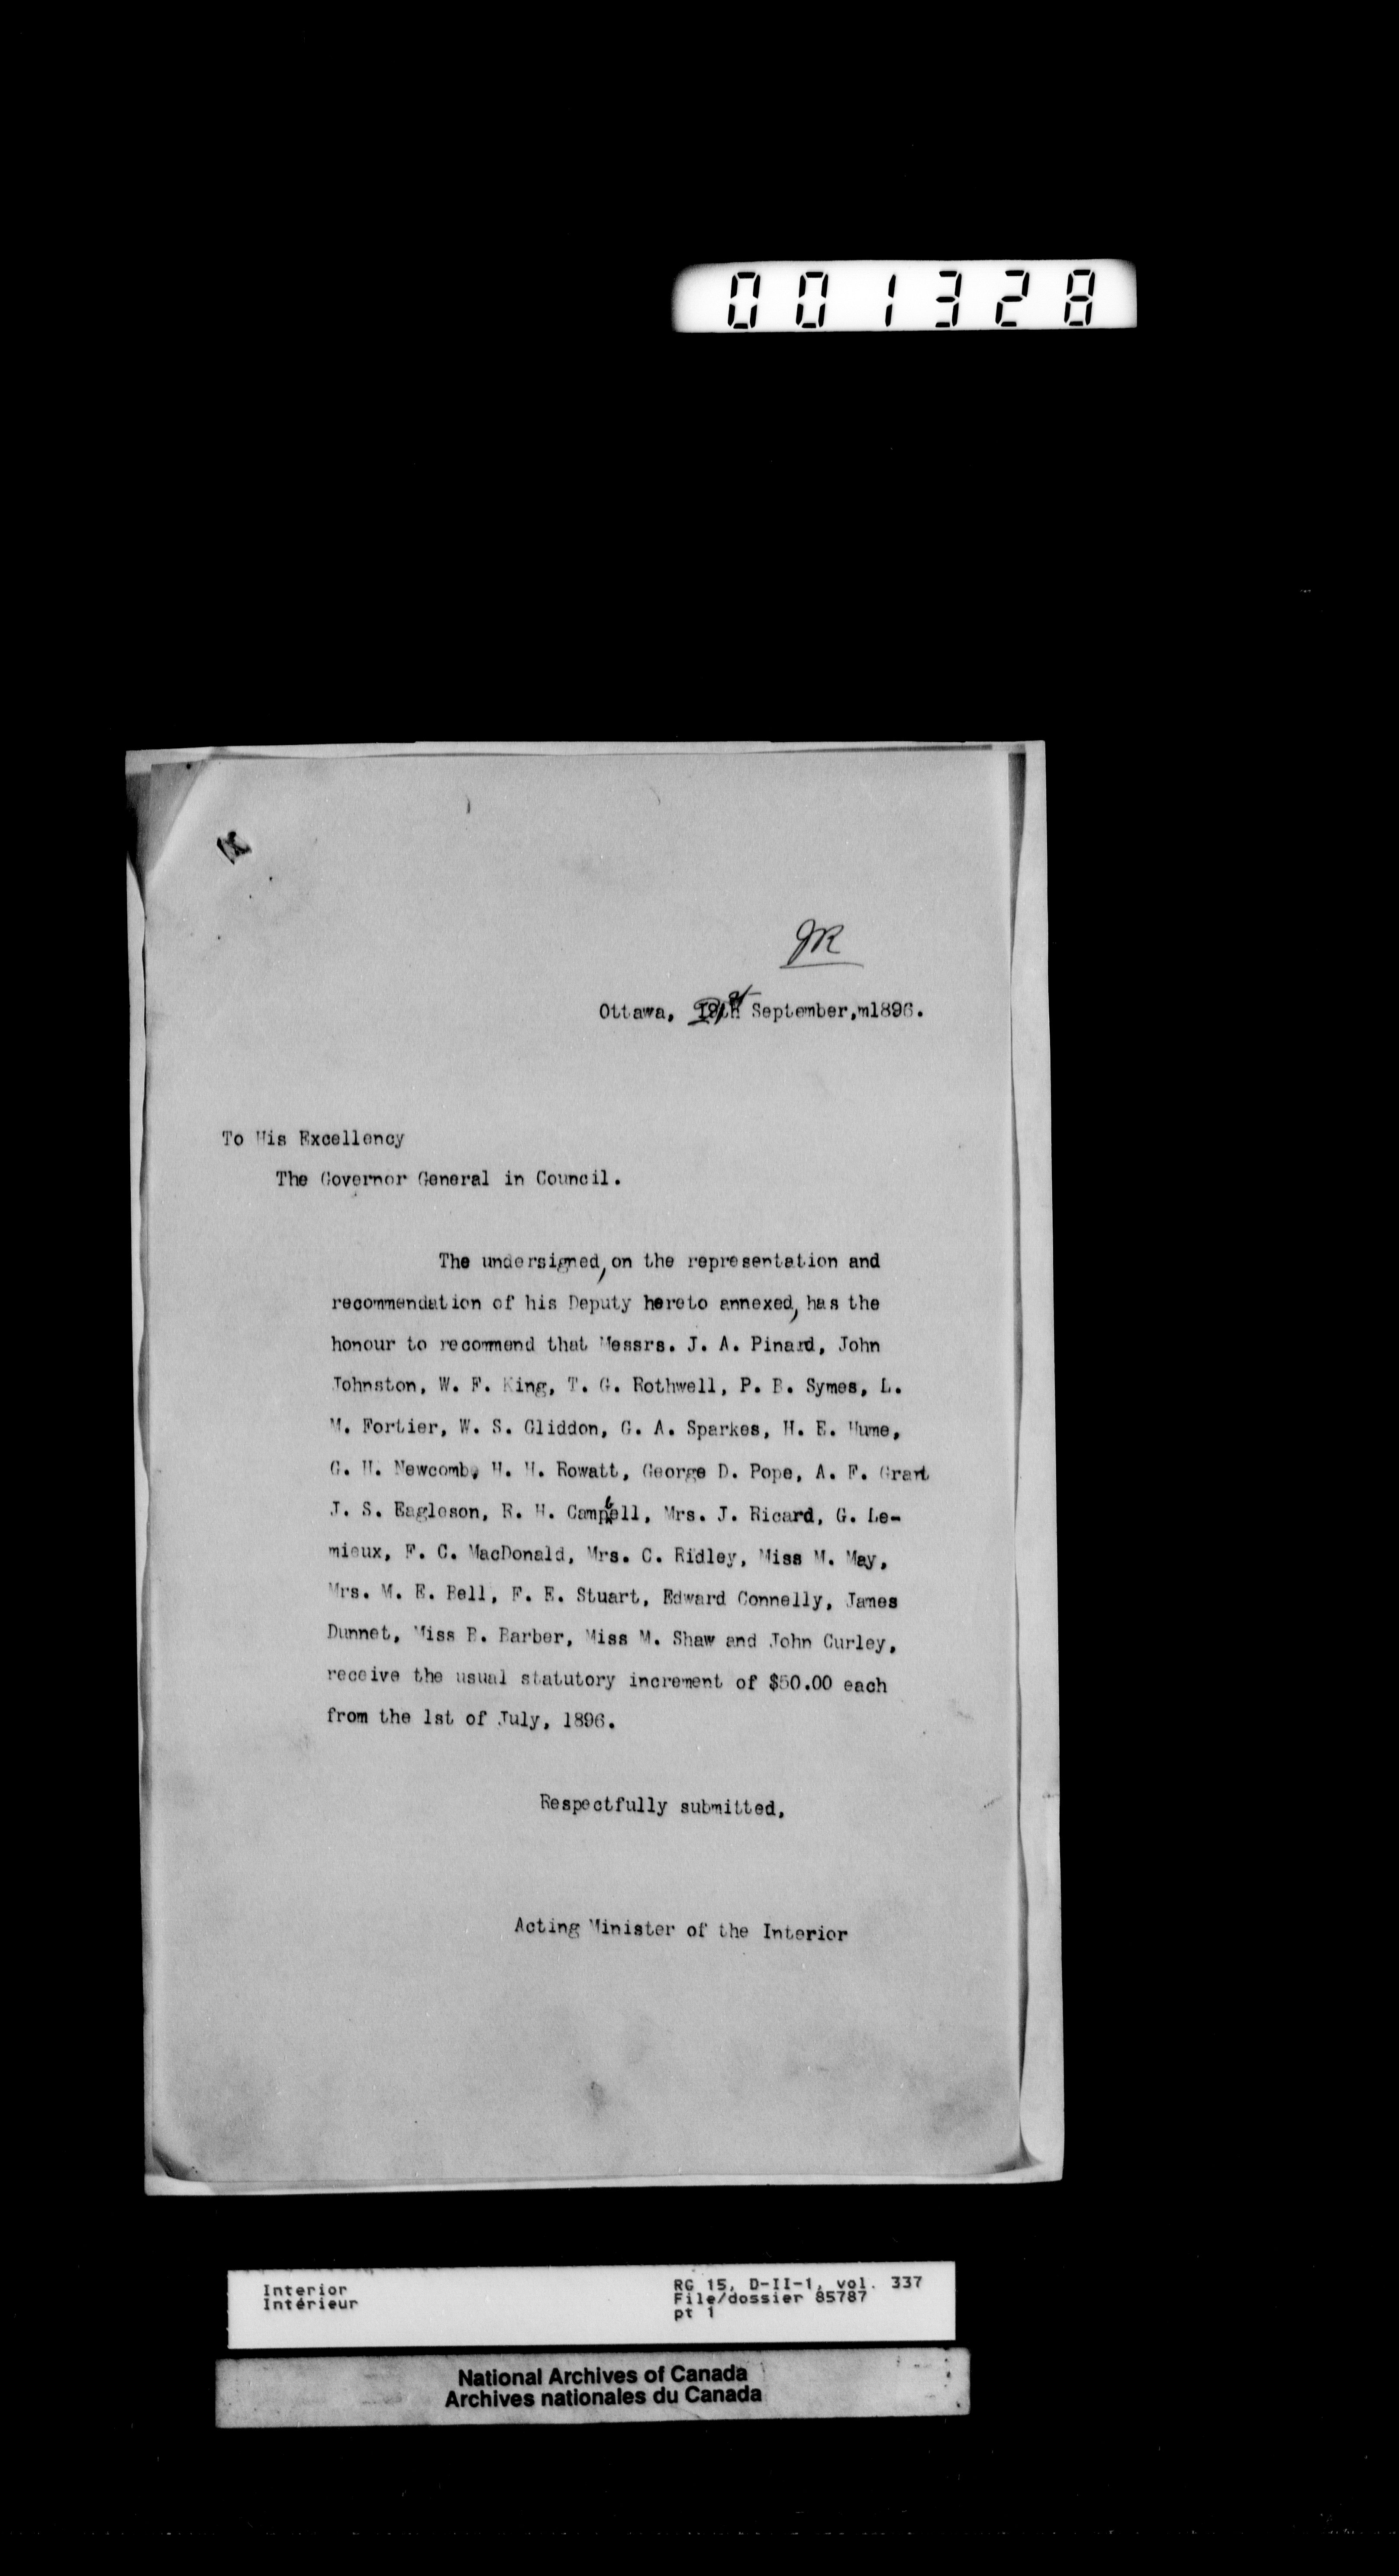 001328
JR
Ottawa, 21st September,m1896.
To His Excellency
The Governor General in Council.
The undersigned, on the representation and
recommendation of his Deputy hereto annexed, has the
honour to recommend that Messrs. J. A. Pinard, John
Johnston, W. F. King, T. G. Rothwell, P. B. Symes, L.
M. Fortier, W. S. Gliddon, G. A. Sparkes, H. E. Hume,
G. H. Newcomb, H. H. Rowatt, George D. Pope, A. F. Grant
J. S. Eagleson, R. H. Campbell, Mrs. J. Ricard, G. Le-
mieux, F. C. MacDonald, Mrs. C. Ridley, Miss M. May,
Mrs. M. E. Bell, F. E. Stuart, Edward Connelly, James
Dunnet, Miss B. Barber, Miss M. Shaw and John Curley,
receive the usual statutory increment of $50.00 each
from the 1st of July, 1896.
Respectfully submitted,
Acting Minister of the Interior
Interior RG 15, D-II-1, vol. 337
Intérieur File/dossier 85787
pt 1
National Archives of Canada
Archives nationales du Canada